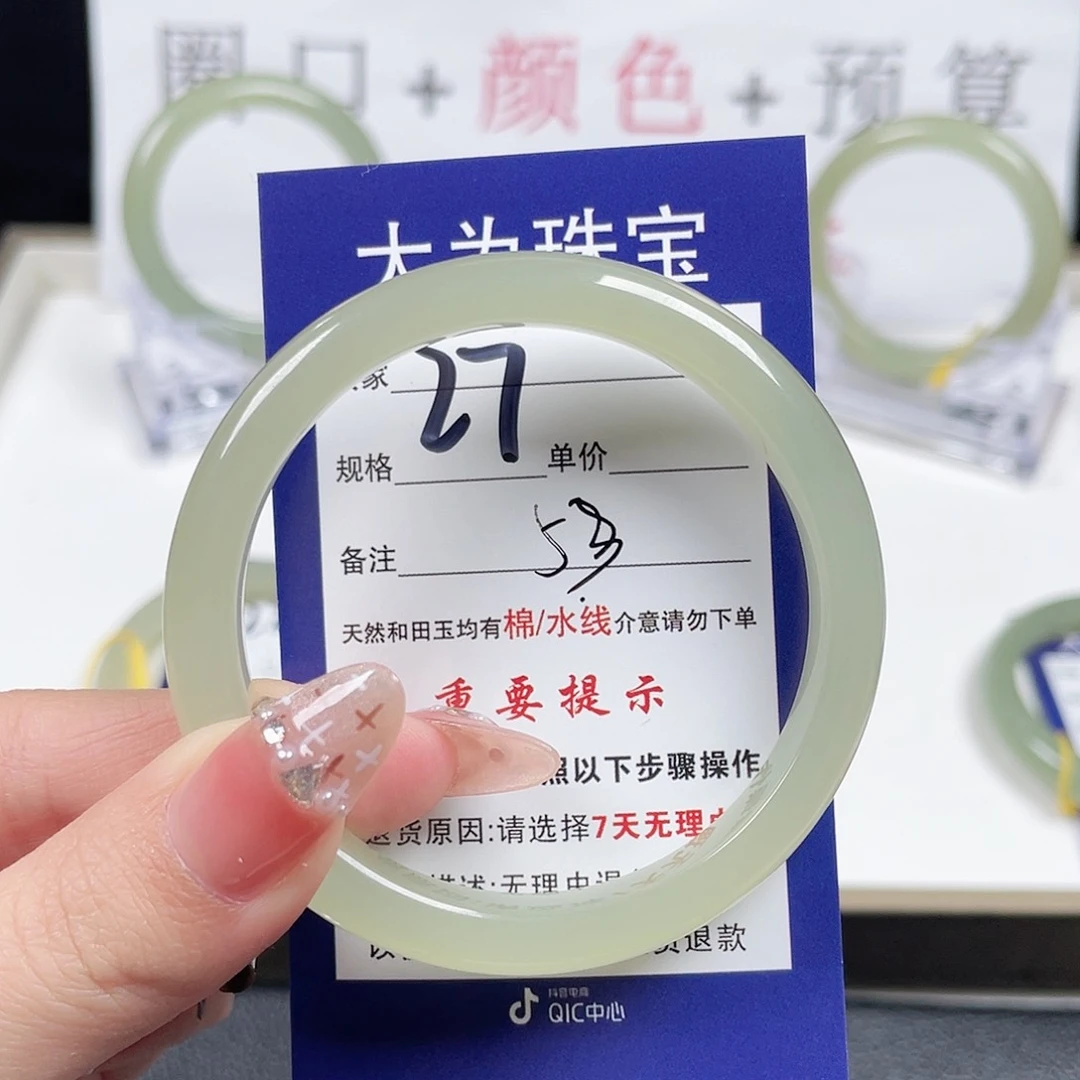 圈口+颜色+预算
大为珠宝
家
27
规格 单价
备注
天然和田玉均有棉/水线介意请勿下单
重要提示
照以下步骤操作
退货原因:请选择7天无理由
描述:无理由退
退款
抖音电商
QIC中心